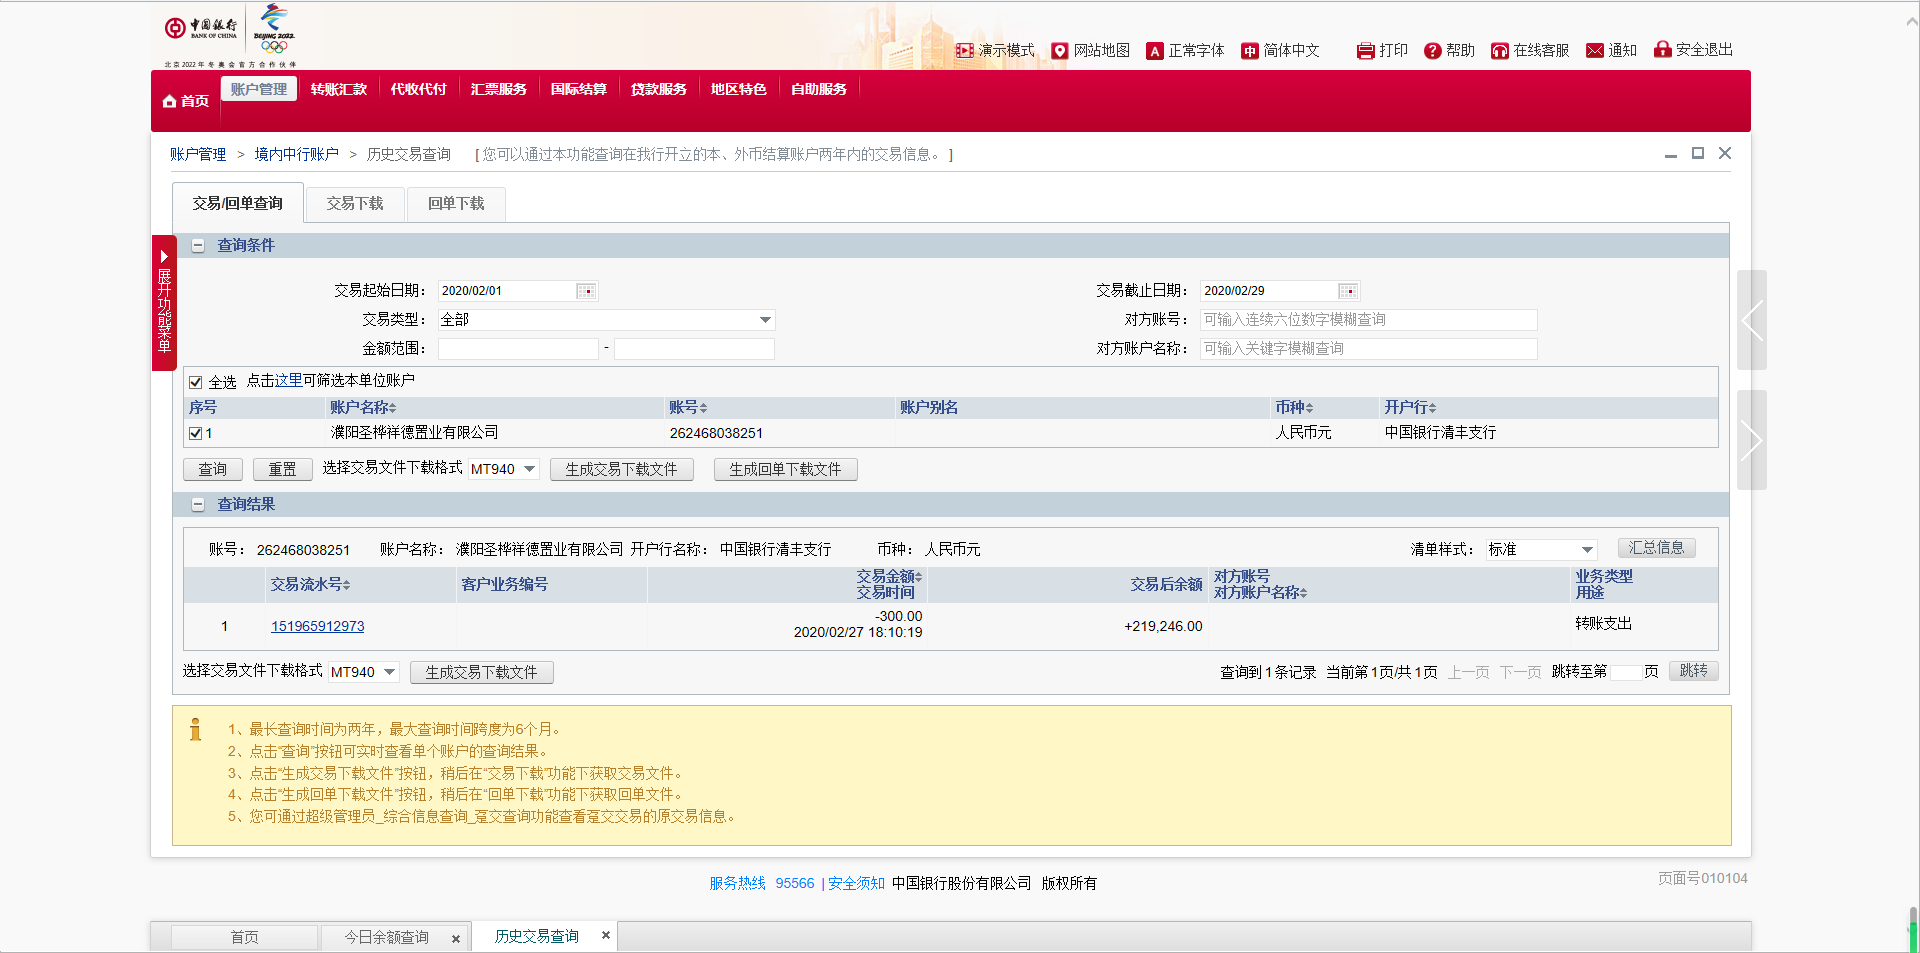 中国银行
BANK OF CHINA
BEIJING 2022
北京2022年冬奥会官方合作伙伴
演示模式 网站地图 A 正常字体 中 简体中文 打印 ? 帮助 在线客服 通知 安全退出
首页 账户管理 转账汇款 代收代付 汇票服务 国际结算 贷款服务 地区特色 自助服务
账户管理 > 境内中行账户 > 历史交易查询 [ 您可以通过本功能查询在我行开立的本、外币结算账户两年内的交易信息。 ]
交易/回单查询 交易下载 回单下载
展开功能菜单
查询条件
交易起始日期： 2020/02/01 交易截止日期： 2020/02/29
交易类型： 全部 对方账号： 可输入连续六位数字模糊查询
金额范围： - 对方账户名称： 可输入关键字模糊查询
全选 点击这里可筛选本单位账户
序号 账户名称 账号 账户别名 币种 开户行
1 濮阳圣桦祥德置业有限公司 262468038251 人民币元 中国银行清丰支行
查询 重置 选择交易文件下载格式 MT940 生成交易下载文件 生成回单下载文件
查询结果
账号： 262468038251 账户名称： 濮阳圣桦祥德置业有限公司 开户行名称： 中国银行清丰支行 币种： 人民币元 清单样式： 标准 汇总信息
交易流水号 客户业务编号 交易金额 交易后余额 对方账号 业务类型
交易时间 对方账户名称 用途
1 151965912973 -300.00 +219,246.00 转账支出
2020/02/27 18:10:19
选择交易文件下载格式 MT940 生成交易下载文件 查询到1条记录 当前第1页/共1页 上一页 下一页 跳转至第 页 跳转
1、最长查询时间为两年，最大查询时间跨度为6个月。
2、点击“查询”按钮可实时查看单个账户的查询结果。
3、点击“生成交易下载文件”按钮，稍后在“交易下载”功能下获取交易文件。
4、点击“生成回单下载文件”按钮，稍后在“回单下载”功能下获取回单文件。
5、您可通过超级管理员_综合信息查询_趸交查询功能查看趸交交易的原交易信息。
服务热线 95566 | 安全须知 中国银行股份有限公司 版权所有
页面号010104
首页 今日余额查询 × 历史交易查询 ×